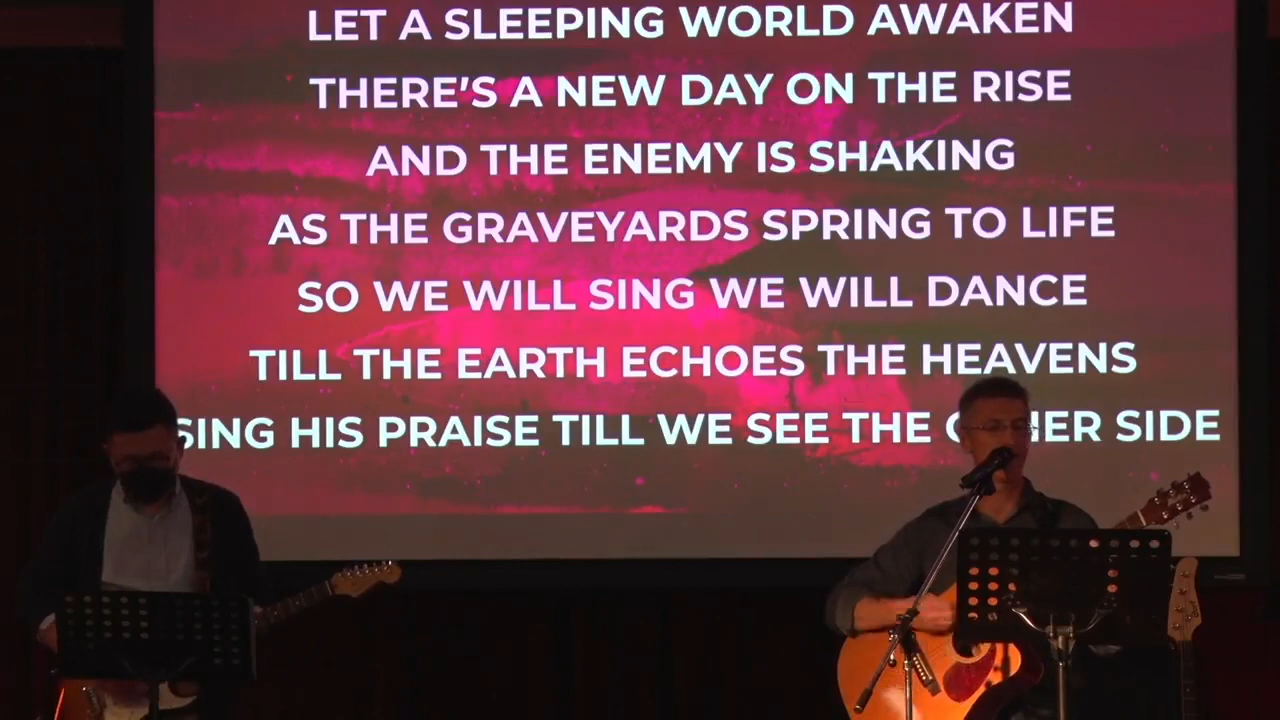 LET A SLEEPING WORLD AWAKEN
THERE'S A NEW DAY ON THE RISE
AND THE ENEMY IS SHAKING
AS THE GRAVEYARDS SPRING TO LIFE
SO WE WILL SING WE WILL DANCE
TILL THE EARTH ECHOES THE HEAVENS
SING HIS PRAISE TILL WE SEE THE OTHER SIDE